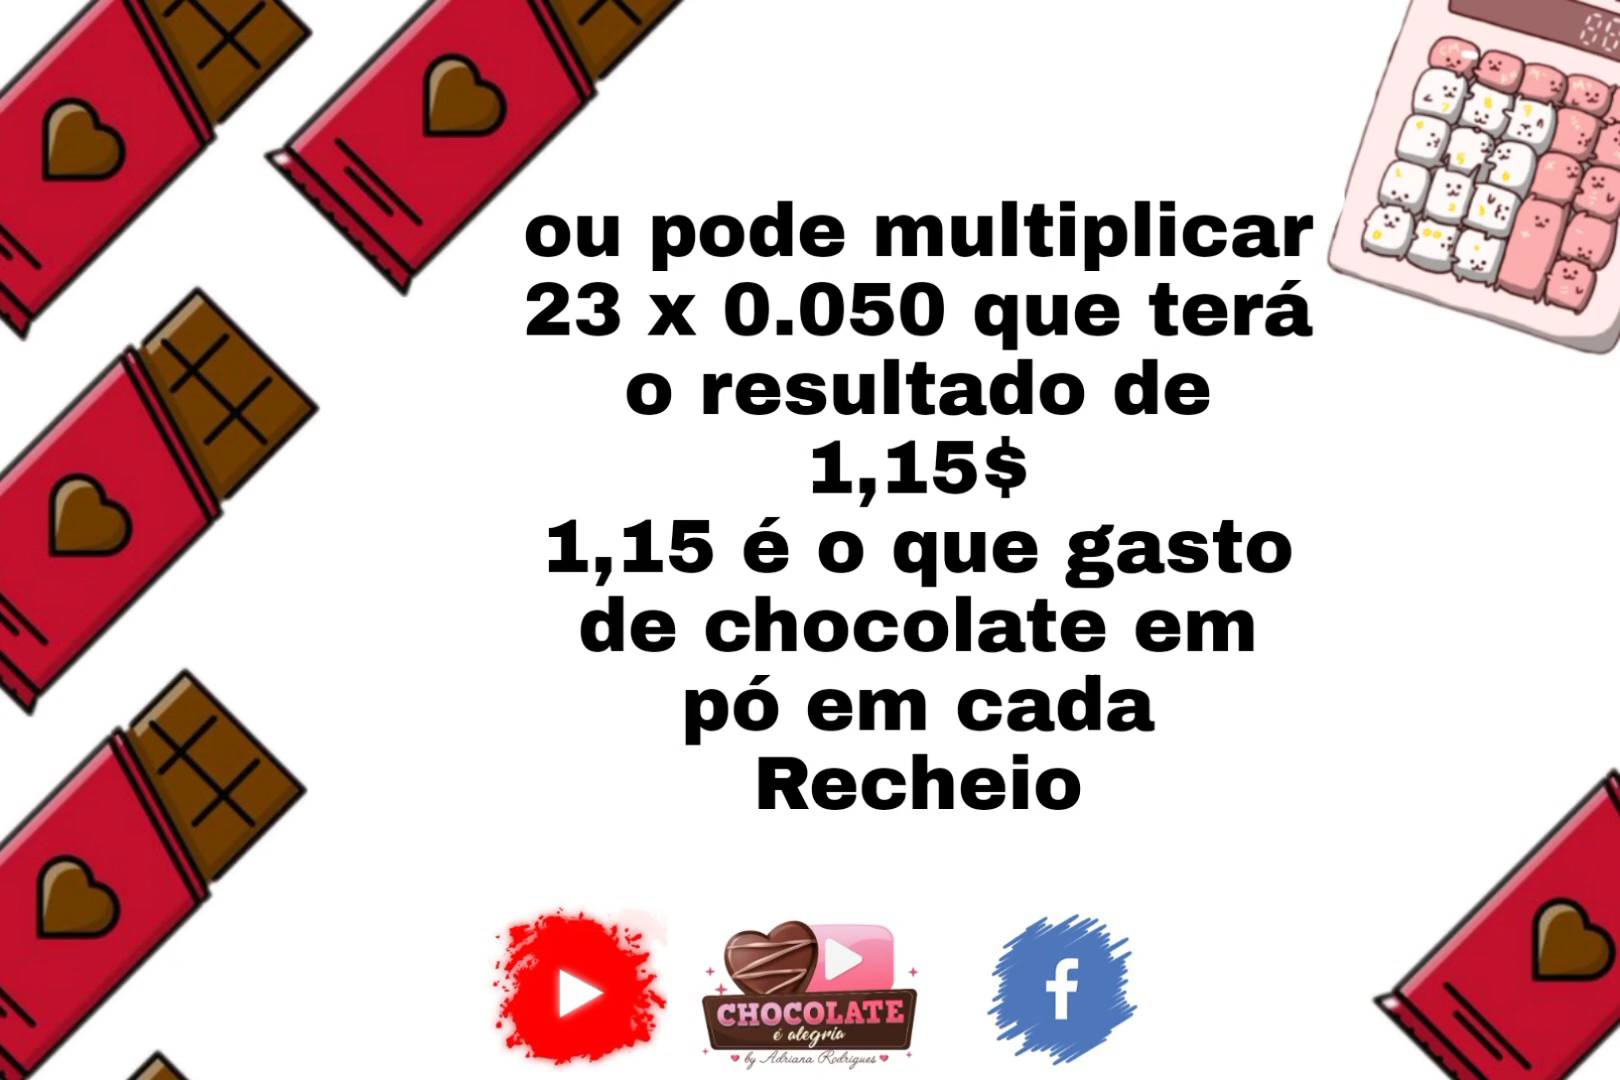 ou pode multiplicar
23 x 0.050 que terá
o resultado de
1,15$
1,15 é o que gasto
de chocolate em
pó em cada
Recheio
CHOCOLATE
é alegria
by Adriana Rodrigues